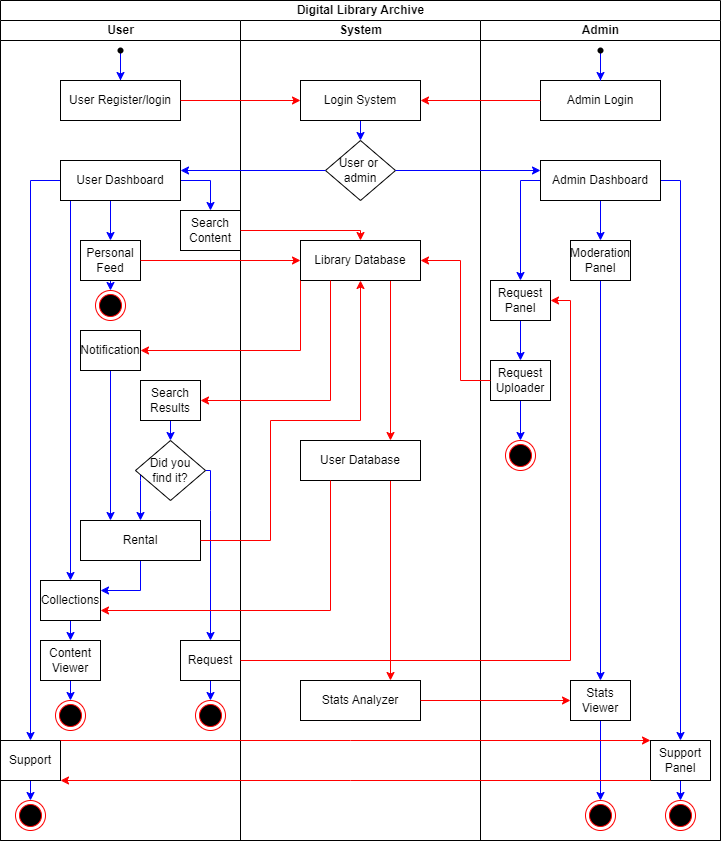 Digital Library Archive
User
System
Admin
User Register/login
Login System
Admin Login
User or
admin
User Dashboard
Admin Dashboard
Search
Content
Personal
Feed
Library Database
Moderation
Panel
Request
Panel
Notification
Search
Results
Request
Uploader
Did you
find it?
User Database
Rental
Collections
Content
Viewer
Request
Stats Analyzer
Stats
Viewer
Support
Support
Panel